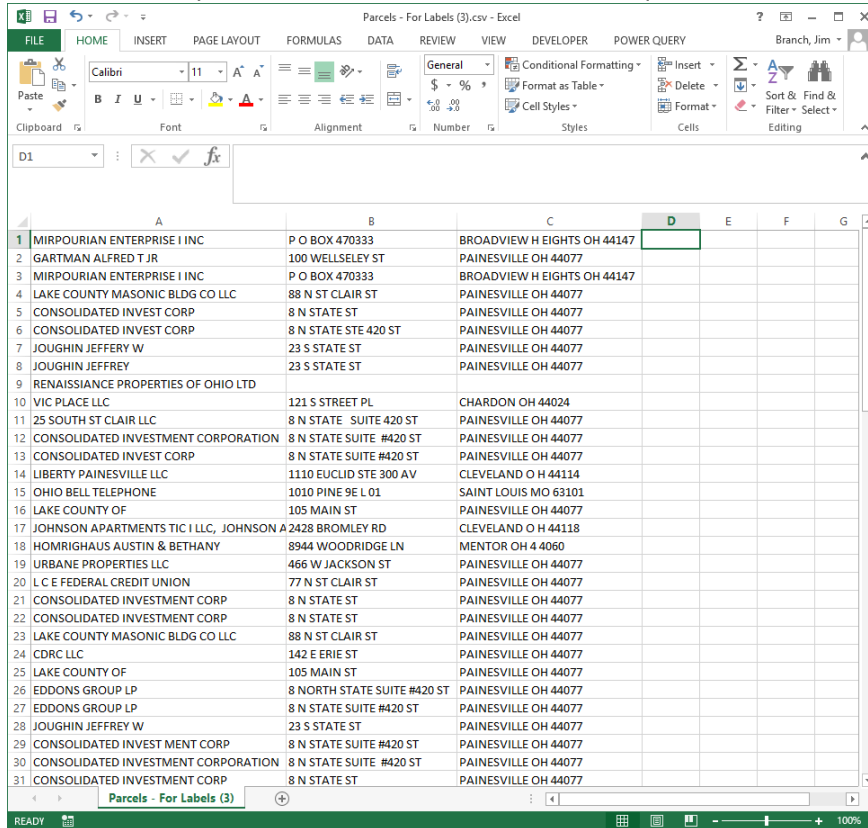 Parcels - For Labels (3).csv - Excel
FILE HOME INSERT PAGE LAYOUT FORMULAS DATA REVIEW VIEW DEVELOPER POWER QUERY Branch, Jim
Paste
Calibri 11 A A
B I U A
General
$ % ,
Conditional Formatting
Format as Table
Cell Styles
Insert
Delete
Format
Sort & Filter
Find & Select
Clipboard Font Alignment Number Styles Cells Editing
D1 fx
A B C D E F G
1 MIRPOURIAN ENTERPRISE I INC P O BOX 470333 BROADVIEW H EIGHTS OH 44147
2 GARTMAN ALFRED T JR 100 WELLSELEY ST PAINESVILLE OH 44077
3 MIRPOURIAN ENTERPRISE I INC P O BOX 470333 BROADVIEW H EIGHTS OH 44147
4 LAKE COUNTY MASONIC BLDG CO LLC 88 N ST CLAIR ST PAINESVILLE OH 44077
5 CONSOLIDATED INVEST CORP 8 N STATE ST PAINESVILLE OH 44077
6 CONSOLIDATED INVEST CORP 8 N STATE STE 420 ST PAINESVILLE OH 44077
7 JOUGHIN JEFFERY W 23 S STATE ST PAINESVILLE OH 44077
8 JOUGHIN JEFFREY 23 S STATE ST PAINESVILLE OH 44077
9 RENAISSIANCE PROPERTIES OF OHIO LTD
10 VIC PLACE LLC 121 S STREET PL CHARDON OH 44024
11 25 SOUTH ST CLAIR LLC 8 N STATE SUITE 420 ST PAINESVILLE OH 44077
12 CONSOLIDATED INVESTMENT CORPORATION 8 N STATE SUITE #420 ST PAINESVILLE OH 44077
13 CONSOLIDATED INVEST CORP 8 N STATE SUITE #420 ST PAINESVILLE OH 44077
14 LIBERTY PAINESVILLE LLC 1110 EUCLID STE 300 AV CLEVELAND O H 44114
15 OHIO BELL TELEPHONE 1010 PINE 9E L 01 SAINT LOUIS MO 63101
16 LAKE COUNTY OF 105 MAIN ST PAINESVILLE OH 44077
17 JOHNSON APARTMENTS TIC I LLC, JOHNSON A 2428 BROMLEY RD CLEVELAND O H 44118
18 HOMRIGHAUS AUSTIN & BETHANY 8944 WOODRIDGE LN MENTOR OH 4 4060
19 URBANE PROPERTIES LLC 466 W JACKSON ST PAINESVILLE OH 44077
20 L C E FEDERAL CREDIT UNION 77 N ST CLAIR ST PAINESVILLE OH 44077
21 CONSOLIDATED INVESTMENT CORP 8 N STATE ST PAINESVILLE OH 44077
22 CONSOLIDATED INVESTMENT CORP 8 N STATE ST PAINESVILLE OH 44077
23 LAKE COUNTY MASONIC BLDG CO LLC 88 N ST CLAIR ST PAINESVILLE OH 44077
24 CDRC LLC 142 E ERIE ST PAINESVILLE OH 44077
25 LAKE COUNTY OF 105 MAIN ST PAINESVILLE OH 44077
26 EDDONS GROUP LP 8 NORTH STATE SUITE #420 ST PAINESVILLE OH 44077
27 EDDONS GROUP LP 8 N STATE SUITE #420 ST PAINESVILLE OH 44077
28 JOUGHIN JEFFREY W 23 S STATE ST PAINESVILLE OH 44077
29 CONSOLIDATED INVEST MENT CORP 8 N STATE SUITE #420 ST PAINESVILLE OH 44077
30 CONSOLIDATED INVESTMENT CORPORATION 8 N STATE SUITE #420 ST PAINESVILLE OH 44077
31 CONSOLIDATED INVESTMENT CORP 8 N STATE ST PAINESVILLE OH 44077
Parcels - For Labels (3)
READY 100%